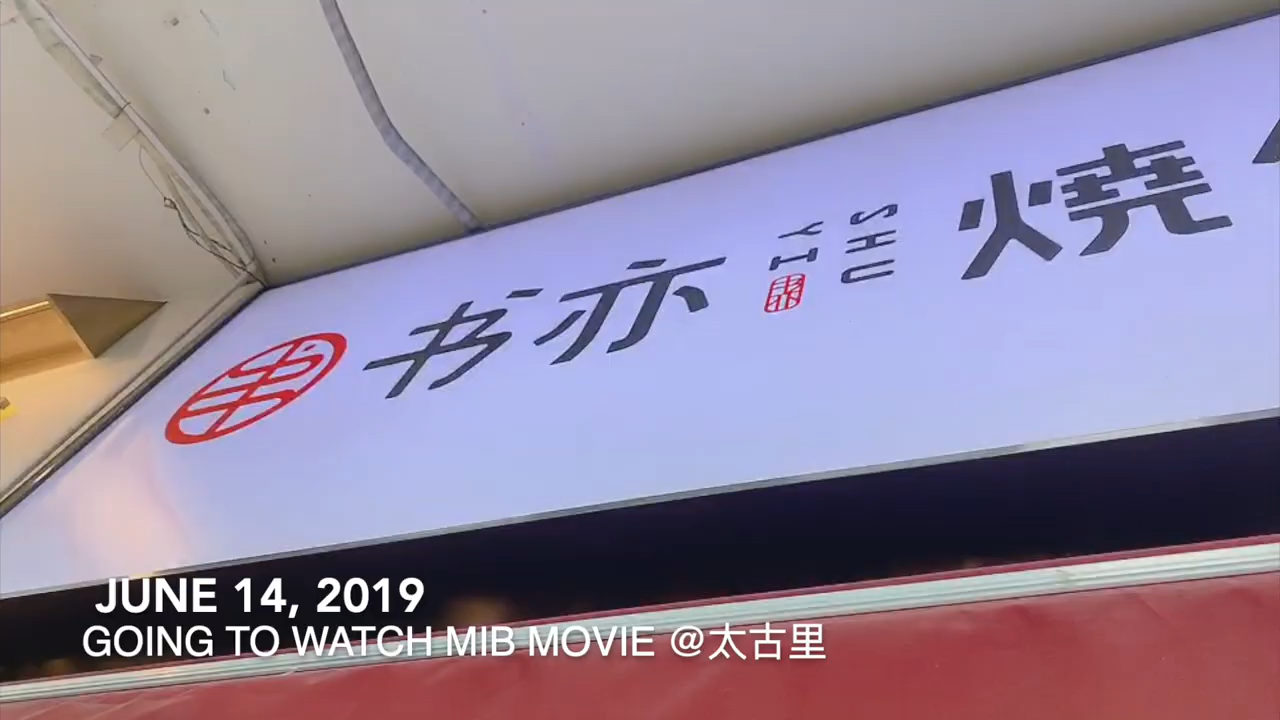 书亦
SHU
YI
燒
JUNE 14, 2019
GOING TO WATCH MIB MOVIE @太古里